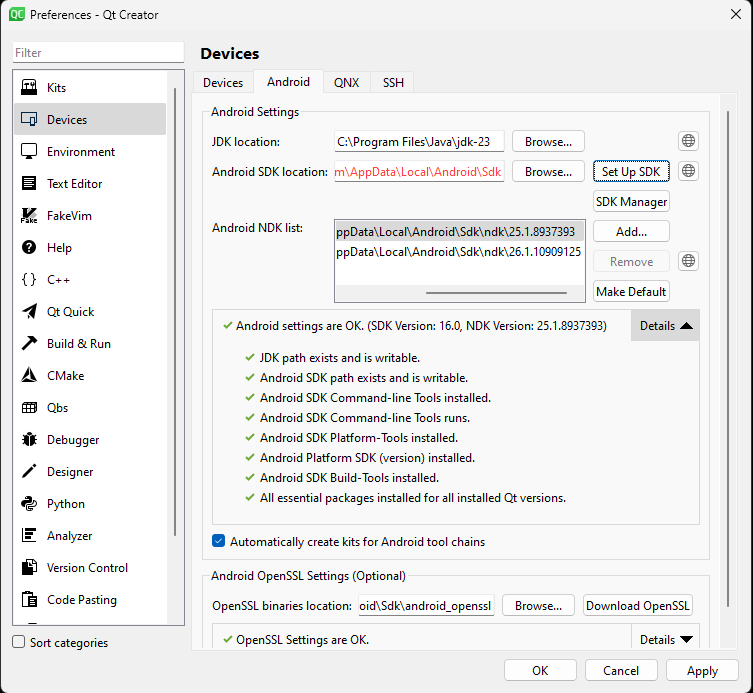 Preferences - Qt Creator
Filter
Kits
Devices
Environment
Text Editor
FakeVim
Help
C++
Qt Quick
Build & Run
CMake
Qbs
Debugger
Designer
Python
Analyzer
Version Control
Code Pasting
Sort categories
Devices
Devices Android QNX SSH
Android Settings
JDK location: C:\Program Files\Java\jdk-23 Browse...
Android SDK location: m\AppData\Local\Android\Sdk Browse... Set Up SDK
SDK Manager
Android NDK list: ppData\Local\Android\Sdk\ndk\25.1.8937393 Add...
ppData\Local\Android\Sdk\ndk\26.1.10909125
Remove
Make Default
Android settings are OK. (SDK Version: 16.0, NDK Version: 25.1.8937393) Details
JDK path exists and is writable.
Android SDK path exists and is writable.
Android SDK Command-line Tools installed.
Android SDK Command-line Tools runs.
Android SDK Platform-Tools installed.
Android Platform SDK (version) installed.
Android SDK Build-Tools installed.
All essential packages installed for all installed Qt versions.
Automatically create kits for Android tool chains
Android OpenSSL Settings (Optional)
OpenSSL binaries location: oid\Sdk\android_openssl Browse... Download OpenSSL
OpenSSL Settings are OK. Details
OK Cancel Apply